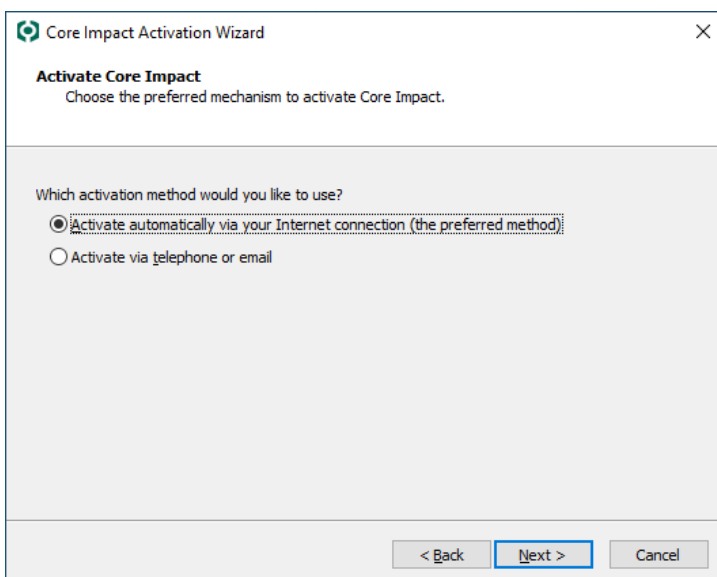 Core Impact Activation Wizard
Activate Core Impact
Choose the preferred mechanism to activate Core Impact.
Which activation method would you like to use?
Activate automatically via your Internet connection (the preferred method)
Activate via telephone or email
< Back
Next >
Cancel